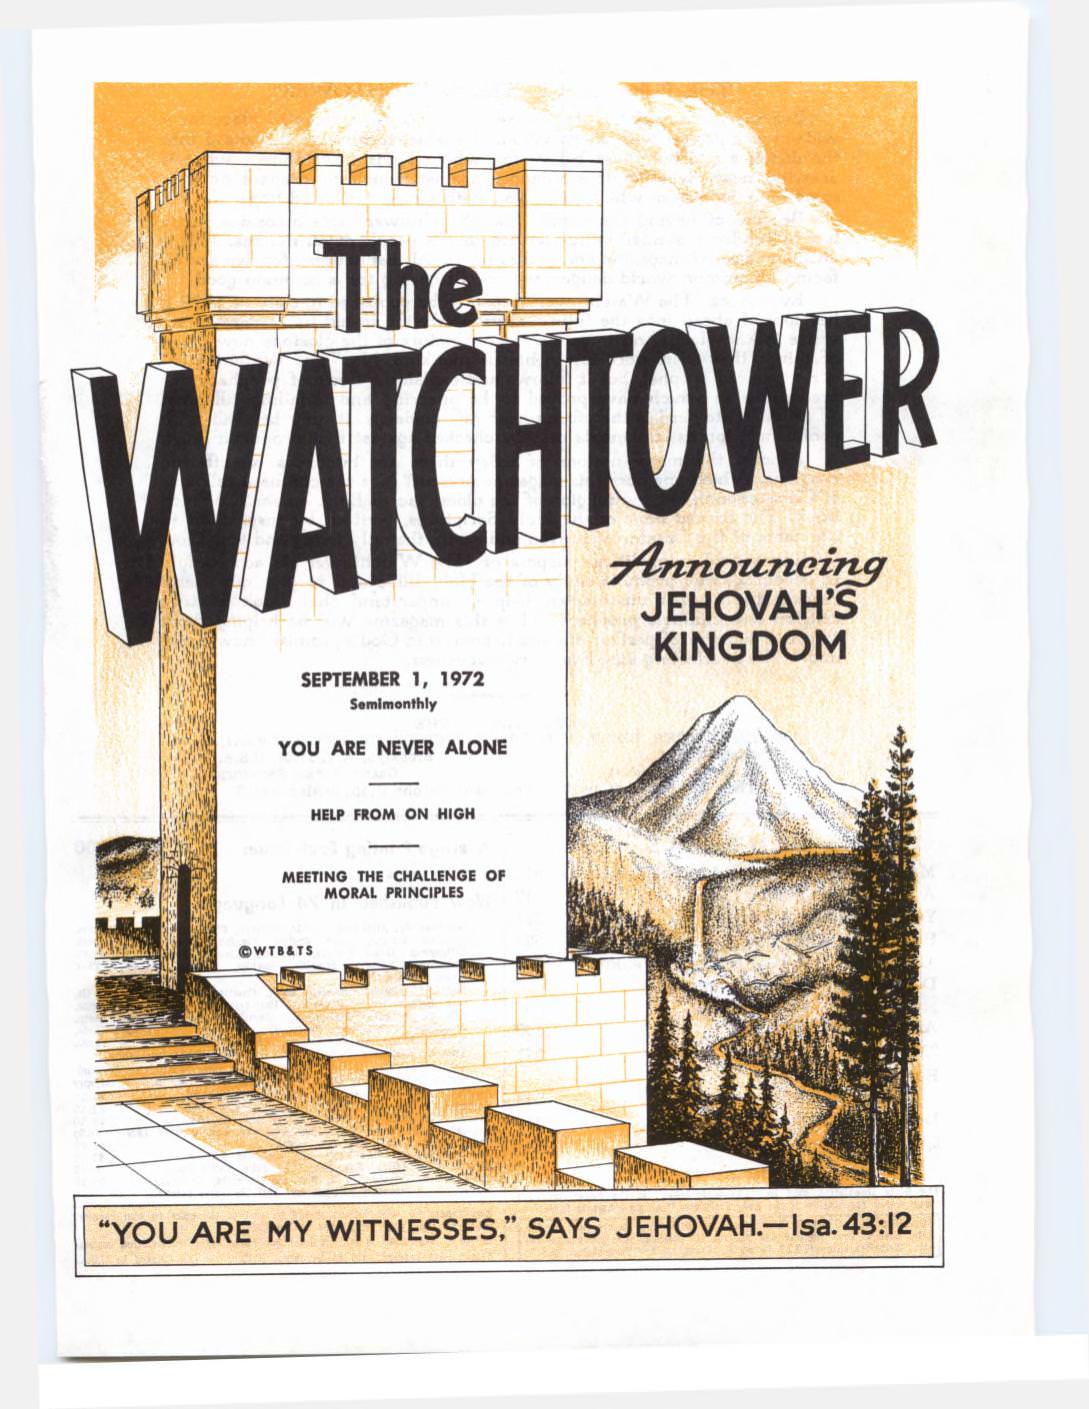 The
WATCHTOWER
Announcing
JEHOVAH'S
KINGDOM
SEPTEMBER 1, 1972
Semimonthly
YOU ARE NEVER ALONE
HELP FROM ON HIGH
MEETING THE CHALLENGE OF
MORAL PRINCIPLES
©WTB&TS
"YOU ARE MY WITNESSES," SAYS JEHOVAH.—Isa. 43:12